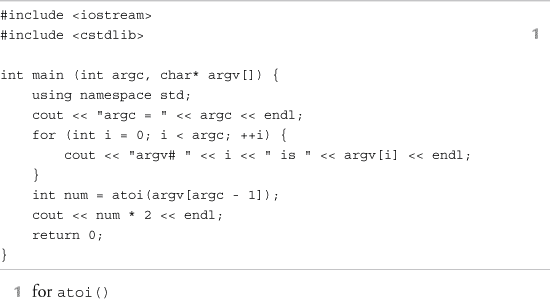 #include <iostream>
#include <cstdlib> 1
int main (int argc, char* argv[]) {
    using namespace std;
    cout << "argc = " << argc << endl;
    for (int i = 0; i < argc; ++i) {
        cout << "argv# " << i << " is " << argv[i] << endl;
    }
    int num = atoi(argv[argc - 1]);
    cout << num * 2 << endl;
    return 0;
}
1 for atoi()